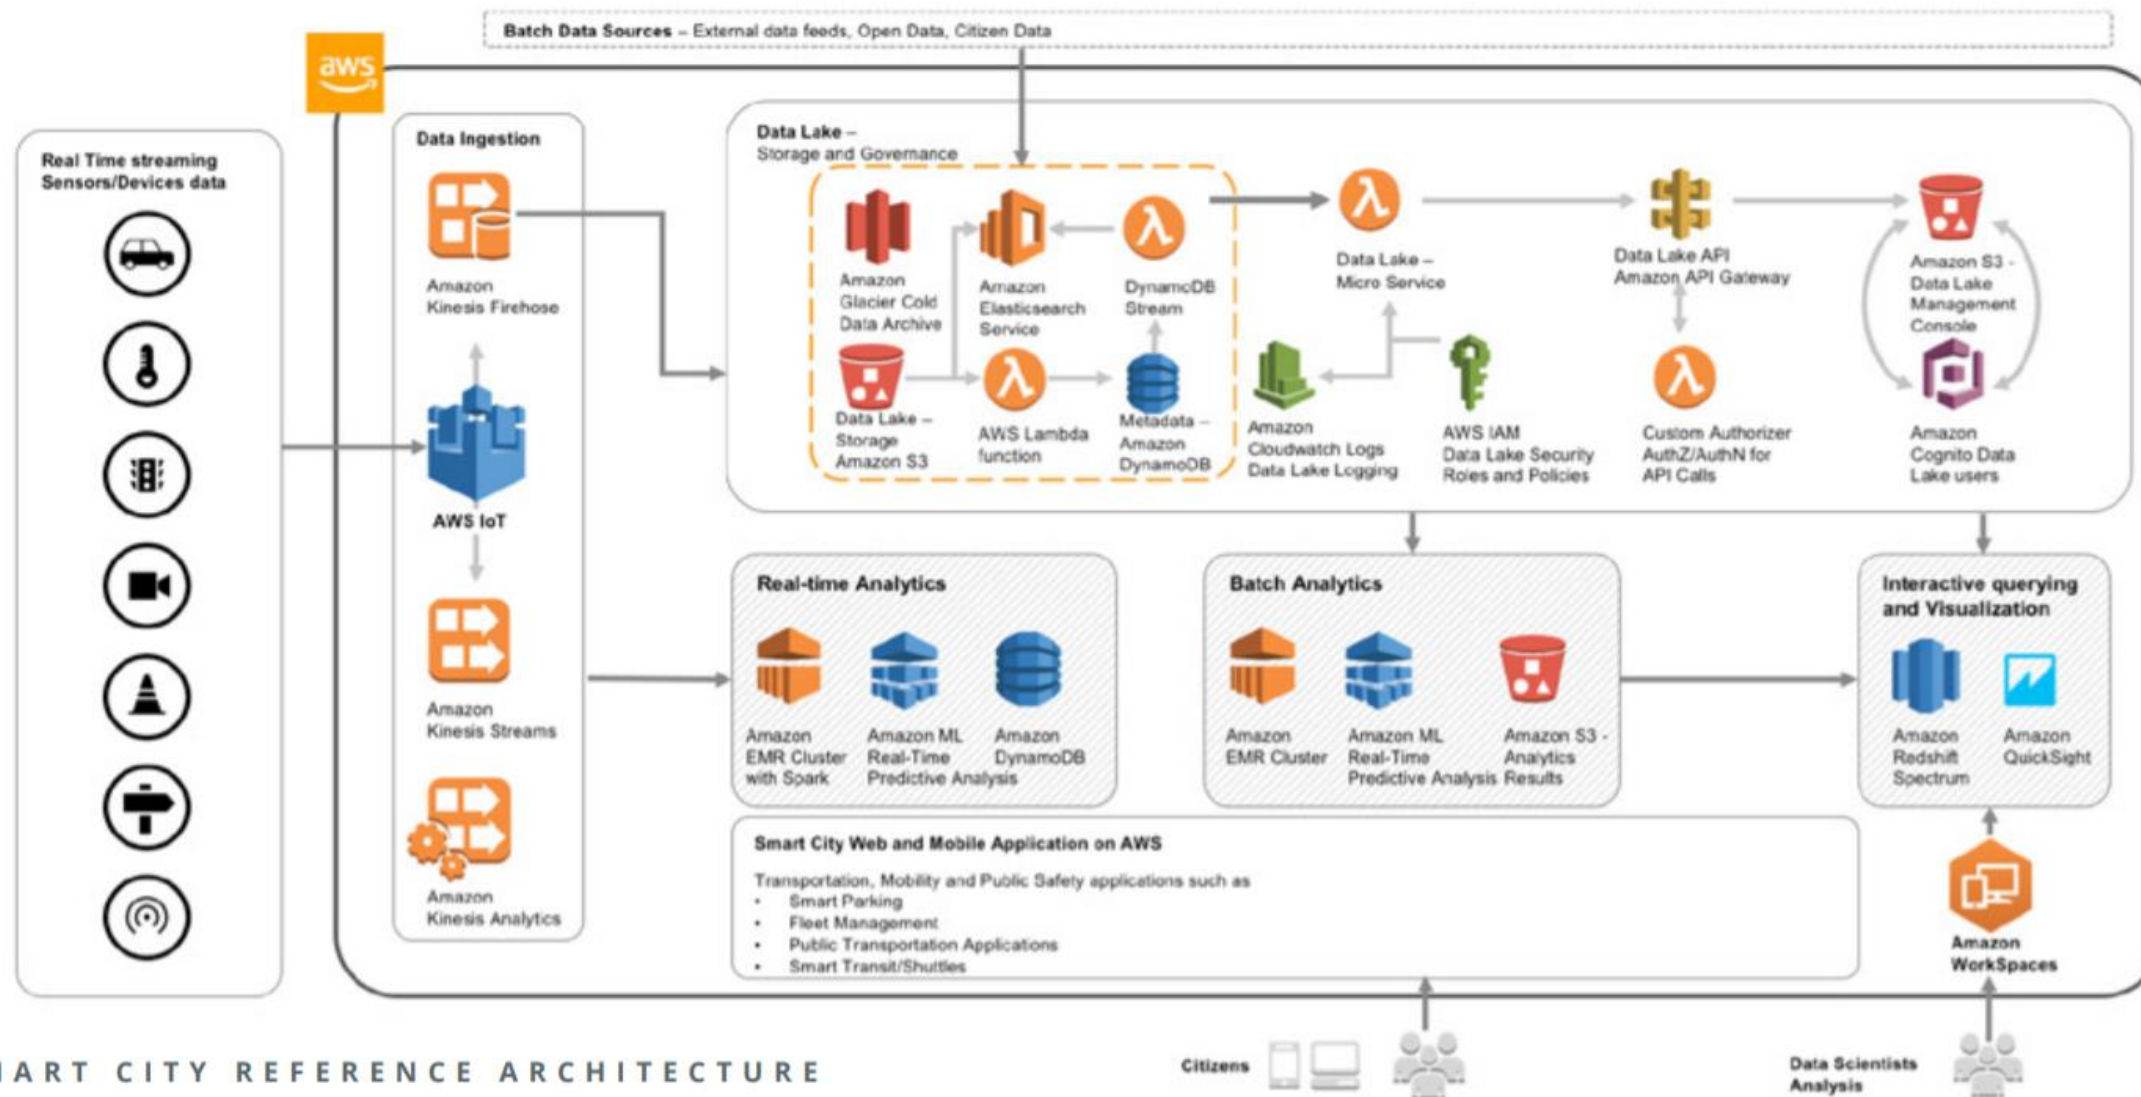 Batch Data Sources – External data feeds, Open Data, Citizen Data
aws
Real Time streaming
Sensors/Devices data
Data Ingestion
Amazon
Kinesis Firehose
AWS IoT
Amazon
Kinesis Streams
Amazon
Kinesis Analytics
Data Lake –
Storage and Governance
Amazon
Glacier Cold
Data Archive
Amazon
Elasticsearch
Service
DynamoDB
Stream
Data Lake –
Storage
Amazon S3
AWS Lambda
function
Metadata –
Amazon
DynamoDB
Data Lake –
Micro Service
Amazon
Cloudwatch Logs
Data Lake Logging
AWS IAM
Data Lake Security
Roles and Policies
Data Lake API
Amazon API Gateway
Custom Authorizer
AuthZ/AuthN for
API Calls
Amazon S3 -
Data Lake
Management
Console
Amazon
Cognito Data
Lake users
Real-time Analytics
Amazon
EMR Cluster
with Spark
Amazon ML
Real-Time
Predictive Analysis
Amazon
DynamoDB
Batch Analytics
Amazon
EMR Cluster
Amazon ML
Real-Time
Predictive Analysis
Amazon S3 -
Analytics
Results
Interactive querying
and Visualization
Amazon
Redshift
Spectrum
Amazon
QuickSight
Smart City Web and Mobile Application on AWS
Transportation, Mobility and Public Safety applications such as
• Smart Parking
• Fleet Management
• Public Transportation Applications
• Smart Transit/Shuttles
Amazon
WorkSpaces
Citizens
Data Scientists
Analysis
ART CITY REFERENCE ARCHITECTURE